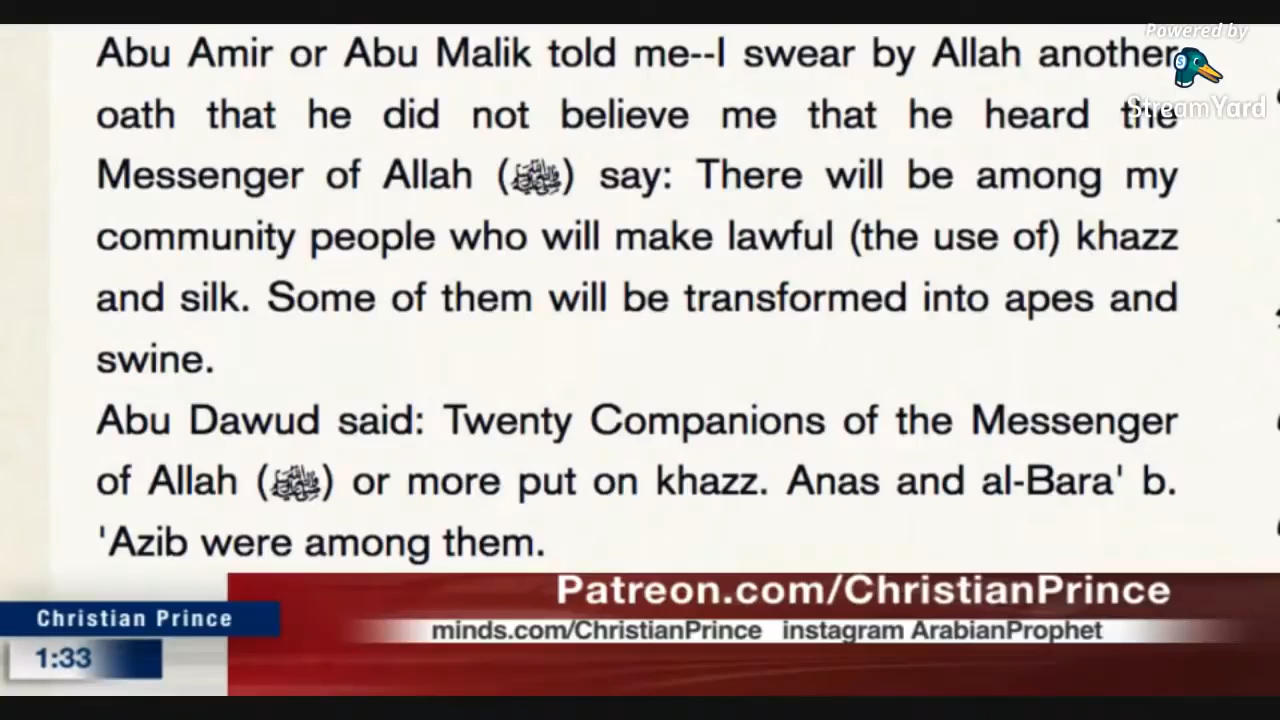 Powered by
StreamYard
Abu Amir or Abu Malik told me--I swear by Allah another
oath that he did not believe me that he heard the
Messenger of Allah (ﷺ) say: There will be among my
community people who will make lawful (the use of) khazz
and silk. Some of them will be transformed into apes and
swine.
Abu Dawud said: Twenty Companions of the Messenger
of Allah (ﷺ) or more put on khazz. Anas and al-Bara' b.
'Azib were among them.
Patreon.com/ChristianPrince
Christian Prince
minds.com/ChristianPrince instagram ArabianProphet
1:33